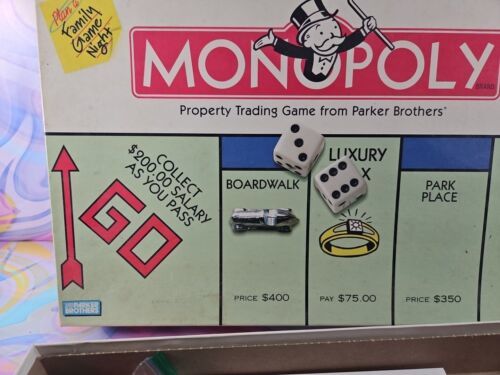 Plan a
Family
Game
Night
MONOPOLY
BRAND
Property Trading Game from Parker Brothers®
COLLECT
$200.00 SALARY
AS YOU PASS
GO
PARKER
BROTHERS
BOARDWALK
PRICE $400
LUXURY
X
PAY $75.00
PARK
PLACE
PRICE $350